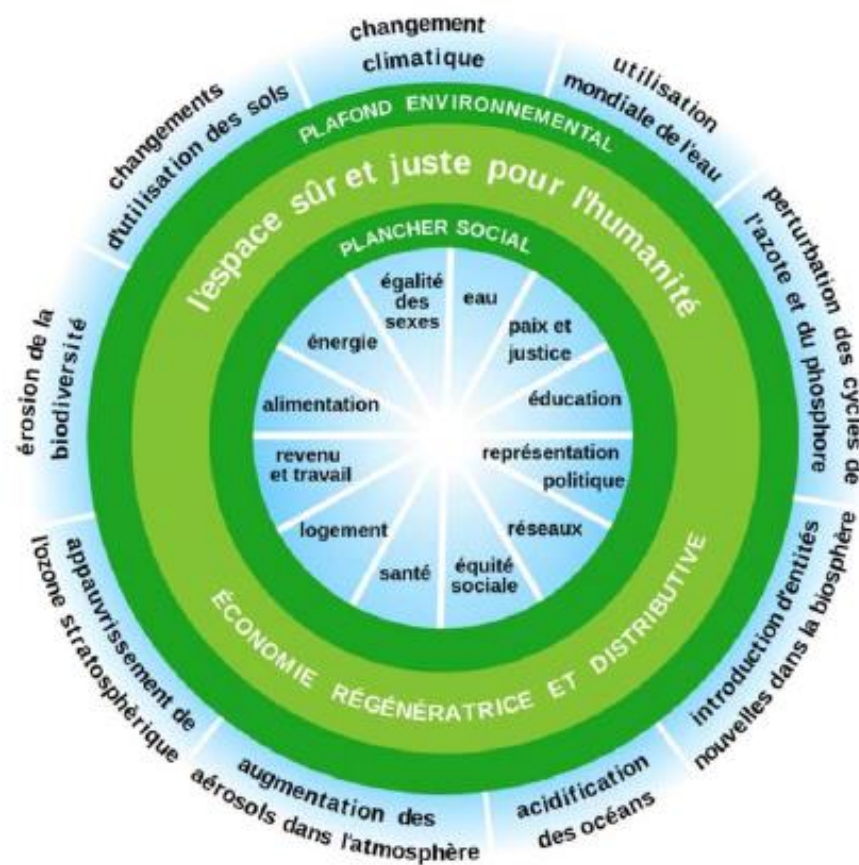 changement
climatique
utilisation
mondiale de l'eau
perturbation des cycles de
l'azote et du phosphore
introduction d'entités
nouvelles dans la biosphère
acidification
des océans
augmentation des
aérosols dans l'atmosphère
appauvrissement de
l'ozone stratosphérique
érosion de la
biodiversité
changements
d'utilisation des sols
PLAFOND ENVIRONNEMENTAL
l'espace sûr et juste pour l'humanité
PLANCHER SOCIAL
eau
paix et
justice
éducation
représentation
politique
réseaux
équité
sociale
santé
logement
revenu
et travail
alimentation
énergie
égalité
des
sexes
ÉCONOMIE RÉGÉNÉRATRICE ET DISTRIBUTIVE